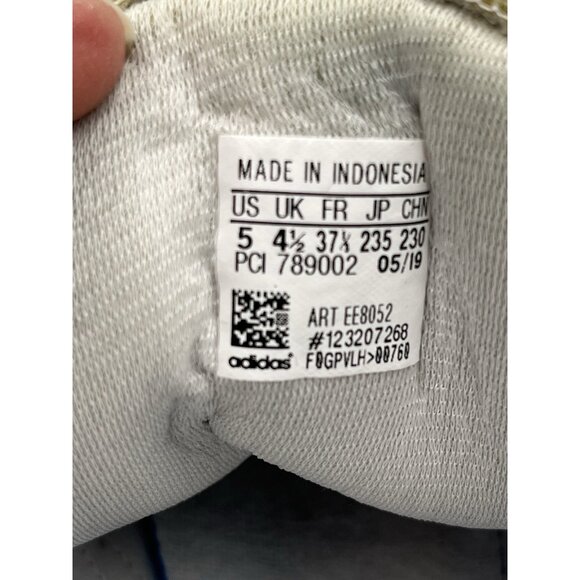 MADE IN INDONESIA
US UK FR JP CHN
5 4½ 37⅓ 235 230
PCI 789002 05/19
ART EE8052
#123207268
adidas® F0GPVLH>00760